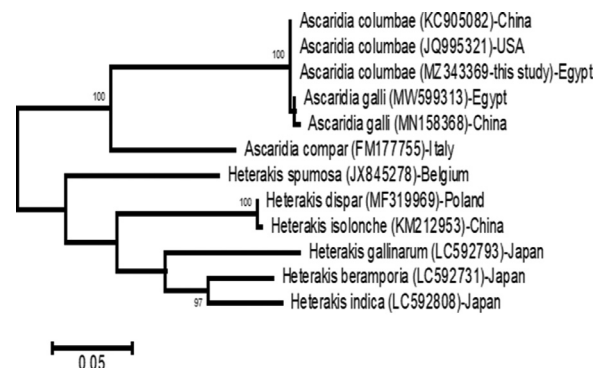 Ascaridia columbae (KC905082)-China
100
Ascaridia columbae (JQ995321)-USA
Ascaridia columbae (MZ343369-this study)-Egypt
100
Ascaridia galli (MW599313)-Egypt
Ascaridia galli (MN158368)-China
Ascaridia compar (FM177755)-Italy
Heterakis spumosa (JX845278)-Belgium
100
Heterakis dispar (MF319969)-Poland
Heterakis isolonche (KM212953)-China
Heterakis gallinarum (LC592793)-Japan
Heterakis beramporia (LC592731)-Japan
97
Heterakis indica (LC592808)-Japan
0.05